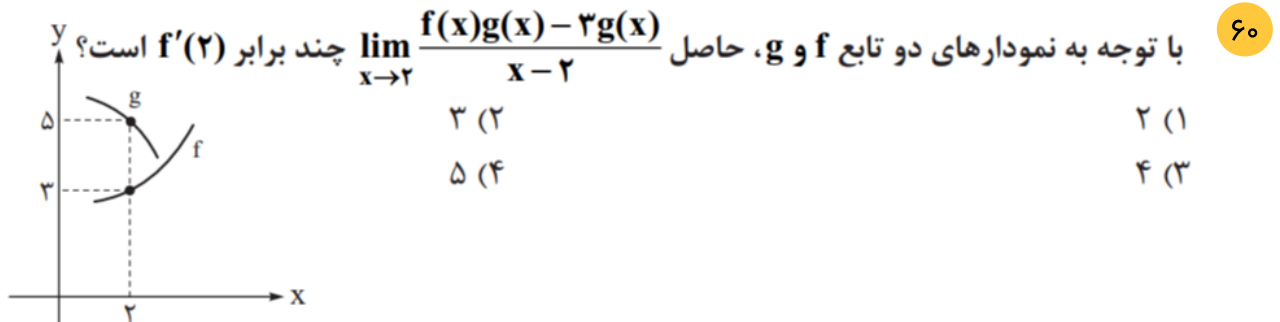 ۶۰
با توجه به نمودارهای دو تابع f و g، حاصل lim x→۲ f(x)g(x) − ۳g(x) / x − ۲ چند برابر f′(۲) است؟
۱) ۲
۲) ۳
۳) ۴
۴) ۵
y
g
۵
f
۳
x
۲